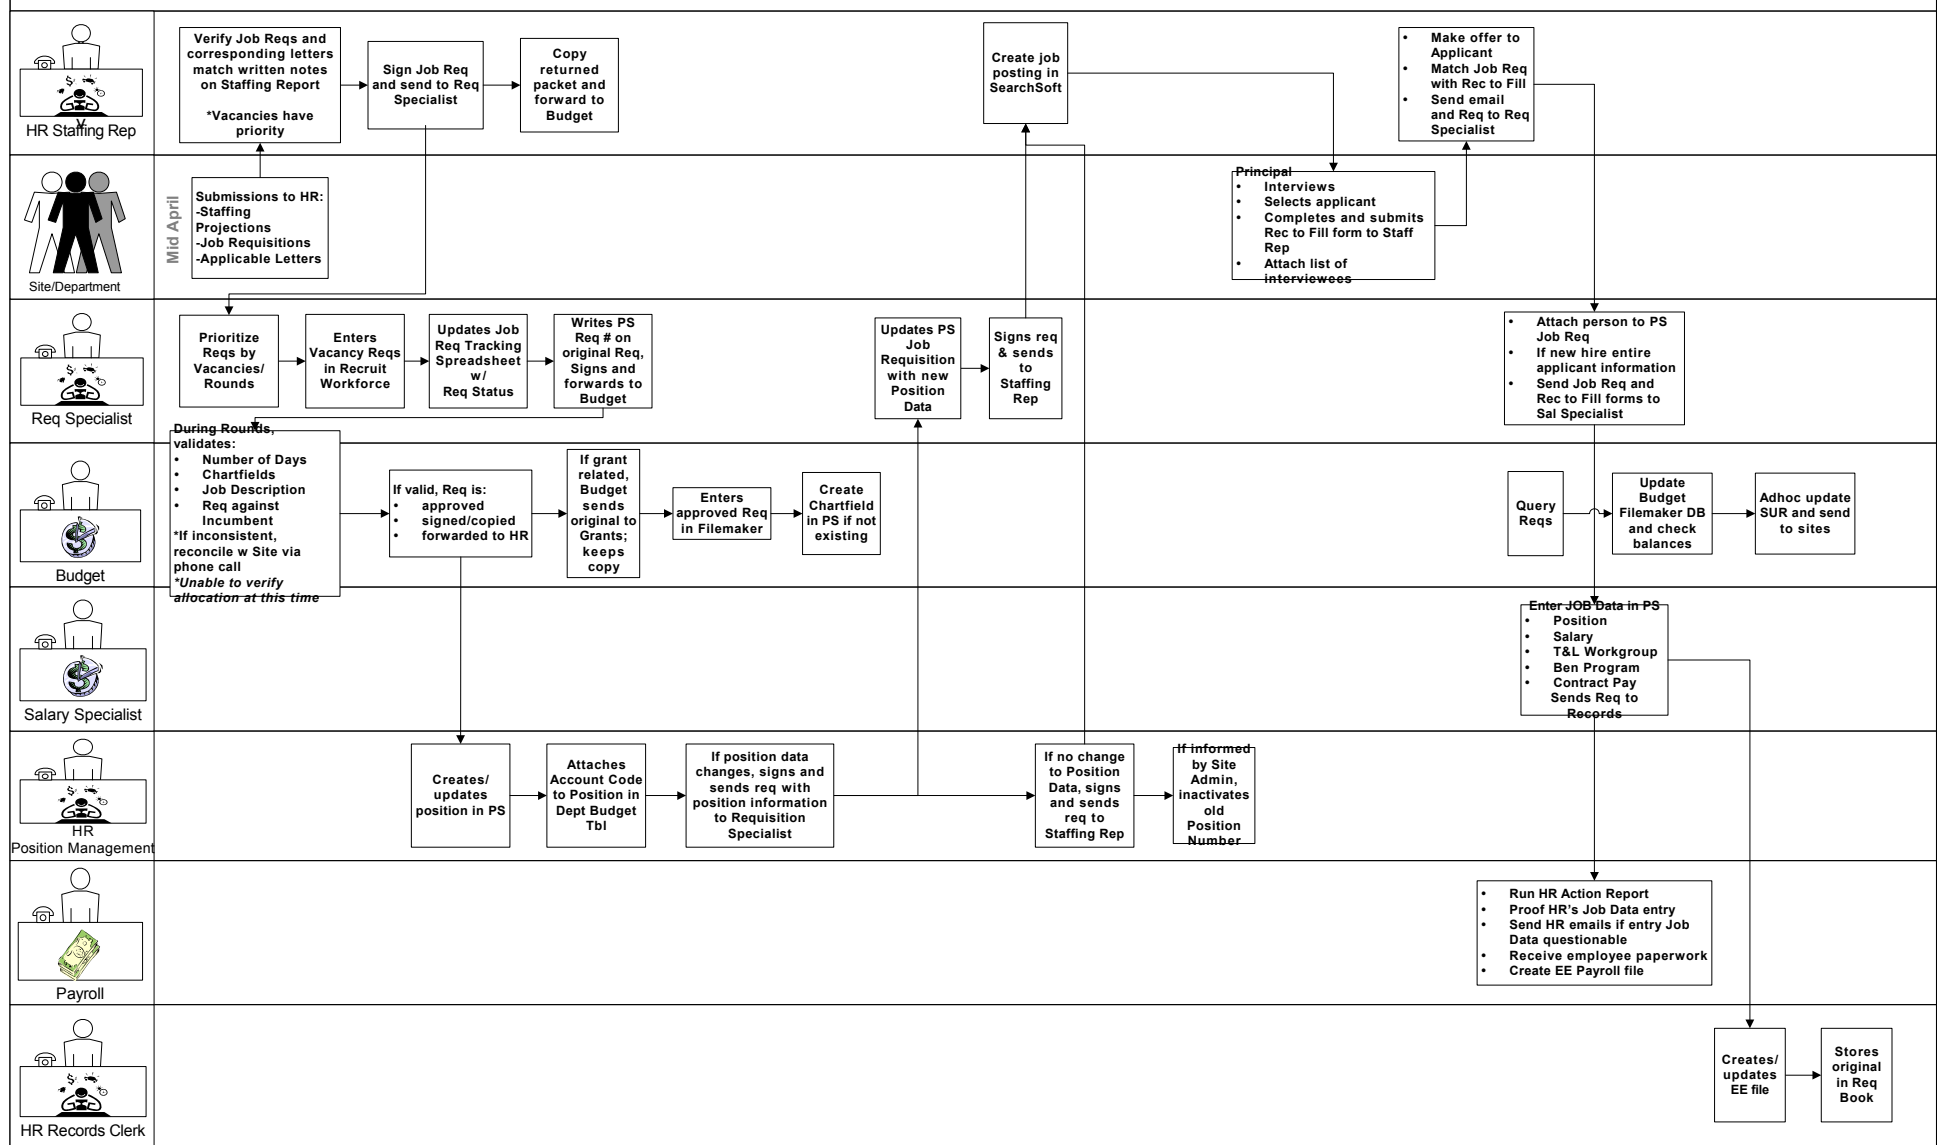 HR Staffing Rep
Verify Job Reqs and
corresponding letters
match written notes
on Staffing Report
*Vacancies have
priority
Sign Job Req
and send to Req
Specialist
Copy
returned
packet and
forward to
Budget
Create job
posting in
SearchSoft
• Make offer to
Applicant
• Match Job Req
with Rec to Fill
• Send email
and Req to Req
Specialist
Site/Department
Mid April
Submissions to HR:
-Staffing
Projections
-Job Requisitions
-Applicable Letters
Principal
• Interviews
• Selects applicant
• Completes and submits
Rec to Fill form to Staff
Rep
• Attach list of
interviewees
Req Specialist
Prioritize
Reqs by
Vacancies/
Rounds
Enters
Vacancy Reqs
in Recruit
Workforce
Updates Job
Req Tracking
Spreadsheet
w/
Req Status
Writes PS
Req # on
original Req,
Signs and
forwards to
Budget
Updates PS
Job
Requisition
with new
Position
Data
Signs req
& sends
to
Staffing
Rep
• Attach person to PS
Job Req
• If new hire entire
applicant information
• Send Job Req and
Rec to Fill forms to
Sal Specialist
Budget
During Rounds,
validates:
• Number of Days
• Chartfields
• Job Description
• Req against
Incumbent
*If inconsistent,
reconcile w Site via
phone call
*Unable to verify
allocation at this time
If valid, Req is:
• approved
• signed/copied
• forwarded to HR
If grant
related,
Budget
sends
original to
Grants;
keeps
copy
Enters
approved Req
in Filemaker
Create
Chartfield
in PS if not
existing
Query
Reqs
Update
Budget
Filemaker DB
and check
balances
Adhoc update
SUR and send
to sites
Salary Specialist
Enter JOB Data in PS
• Position
• Salary
• T&L Workgroup
• Ben Program
• Contract Pay
Sends Req to
Records
HR
Position Management
Creates/
updates
position in PS
Attaches
Account Code
to Position in
Dept Budget
Tbl
If position data
changes, signs and
sends req with
position information
to Requisition
Specialist
If no change
to Position
Data, signs
and sends
req to
Staffing Rep
If informed
by Site
Admin,
inactivates
old
Position
Number
Payroll
• Run HR Action Report
• Proof HR's Job Data entry
• Send HR emails if entry Job
Data questionable
• Receive employee paperwork
• Create EE Payroll file
HR Records Clerk
Creates/
updates
EE file
Stores
original
in Req
Book